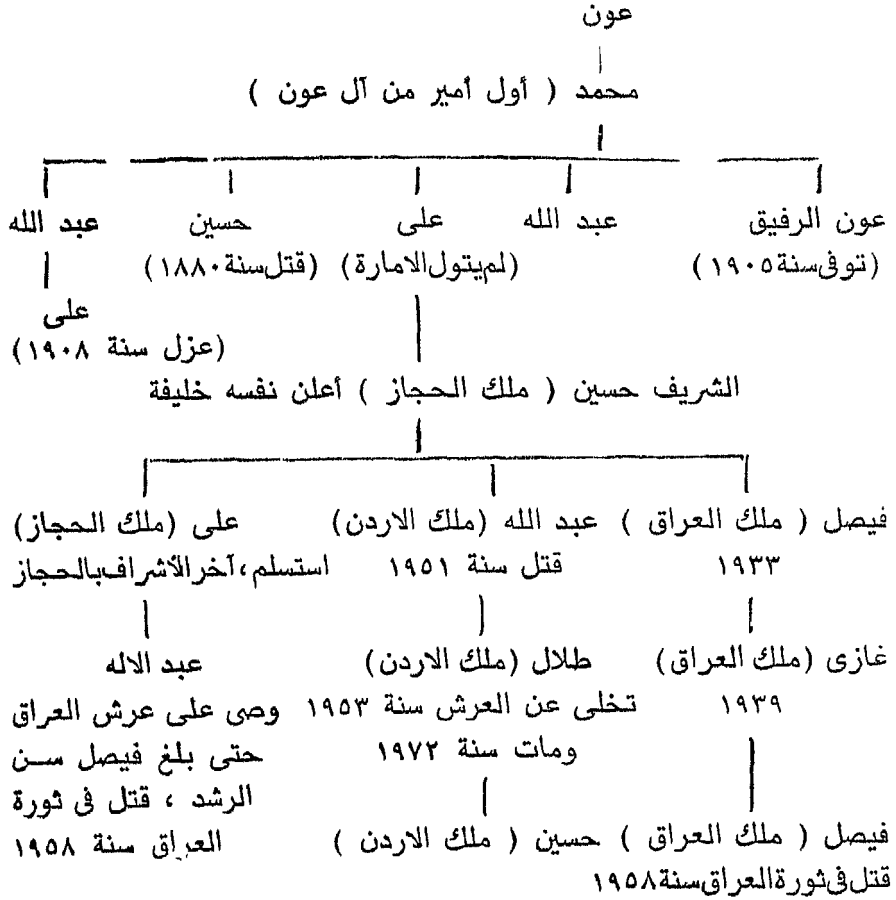 عون
محمد ( أول أمير من آل عون )
عون الرفيق عبد الله على حسين عبد الله
(توفى سنة ١٩٠٥) (لم يتول الامارة) (قتل سنة ١٨٨٠)
على
(عزل سنة ١٩٠٨)
الشريف حسين ( ملك الحجاز ) أعلن نفسه خليفة
فيصل ( ملك العراق ) عبد الله (ملك الاردن) على (ملك الحجاز)
١٩٣٣ قتل سنة ١٩٥١ استسلم، آخر الأشراف بالحجاز
غازى (ملك العراق) طلال (ملك الاردن) عبد الاله
١٩٣٩ تخلى عن العرش سنة ١٩٥٣ وصى على عرش العراق
ومات سنة ١٩٧٢ حتى بلغ فيصل سن
الرشد ، قتل فى ثورة
فيصل ( ملك العراق ) حسين ( ملك الاردن ) العراق سنة ١٩٥٨
قتل فى ثورة العراق سنة ١٩٥٨